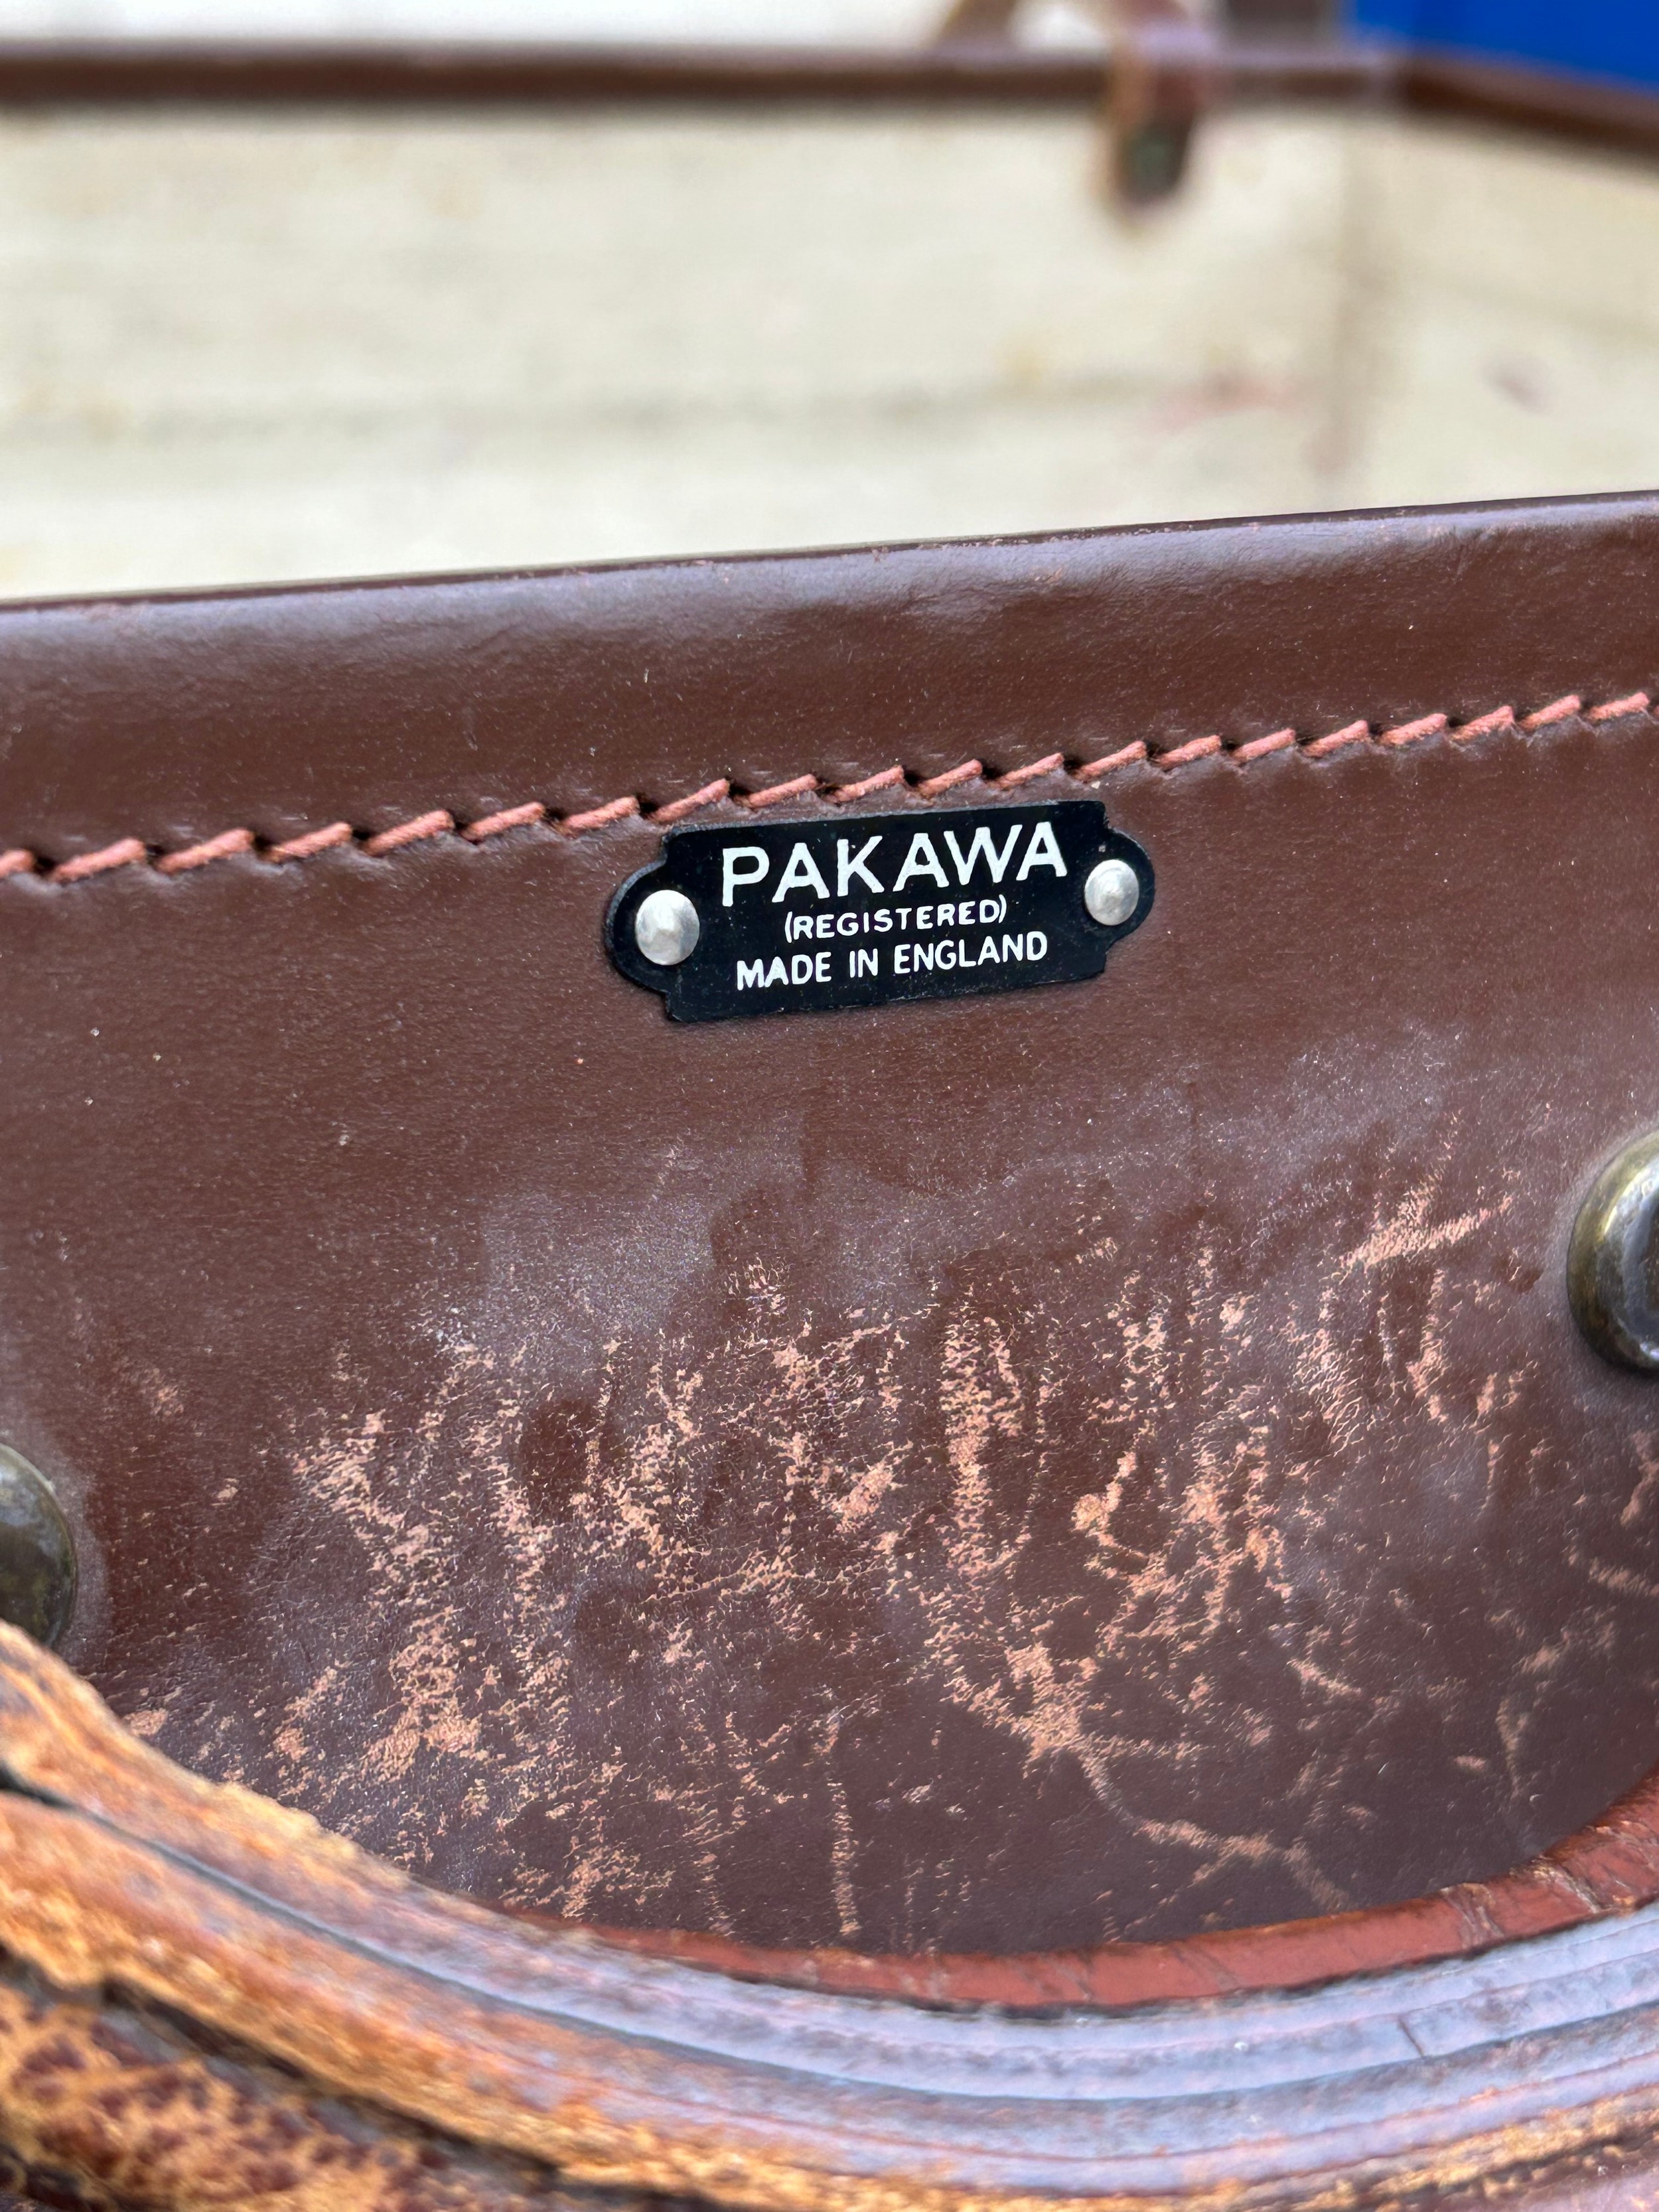 PAKAWA
(REGISTERED)
MADE IN ENGLAND